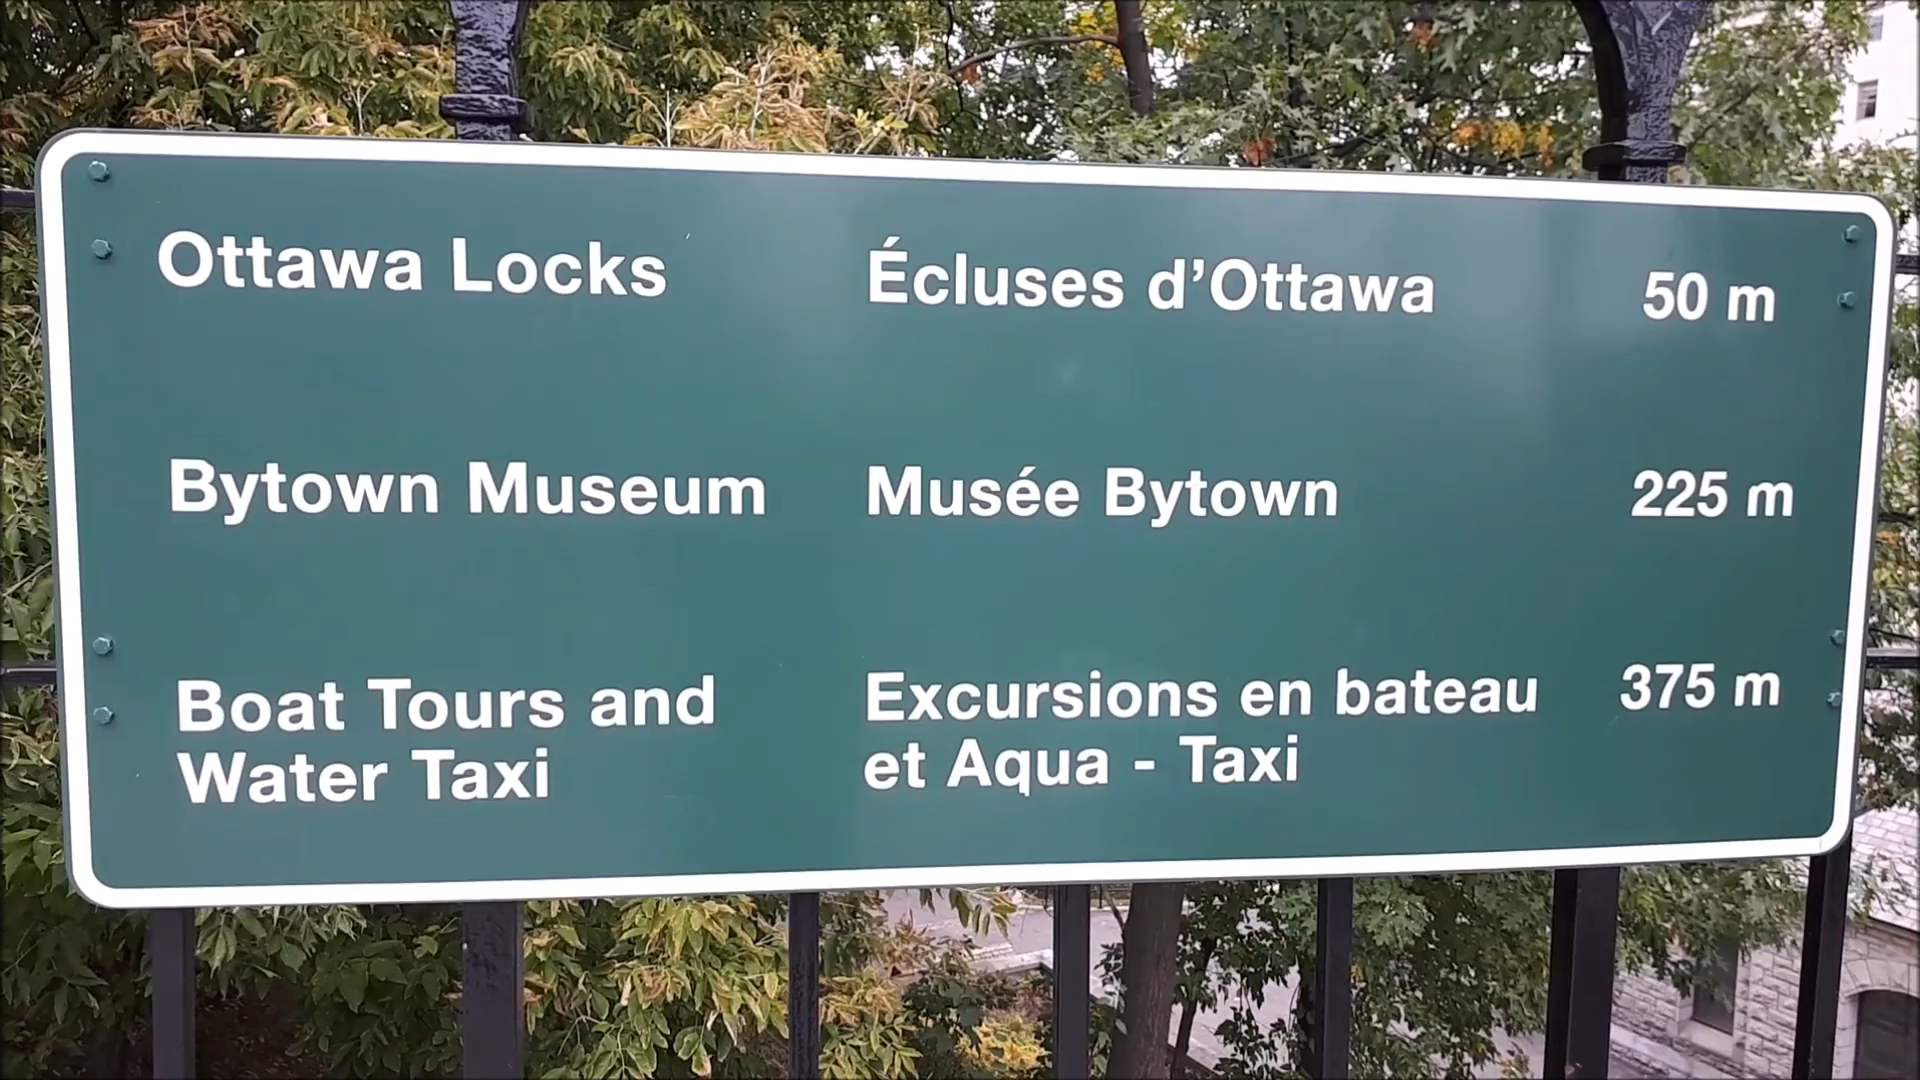 Ottawa Locks Écluses d'Ottawa 50 m
Bytown Museum Musée Bytown 225 m
Boat Tours and Excursions en bateau 375 m
Water Taxi et Aqua - Taxi